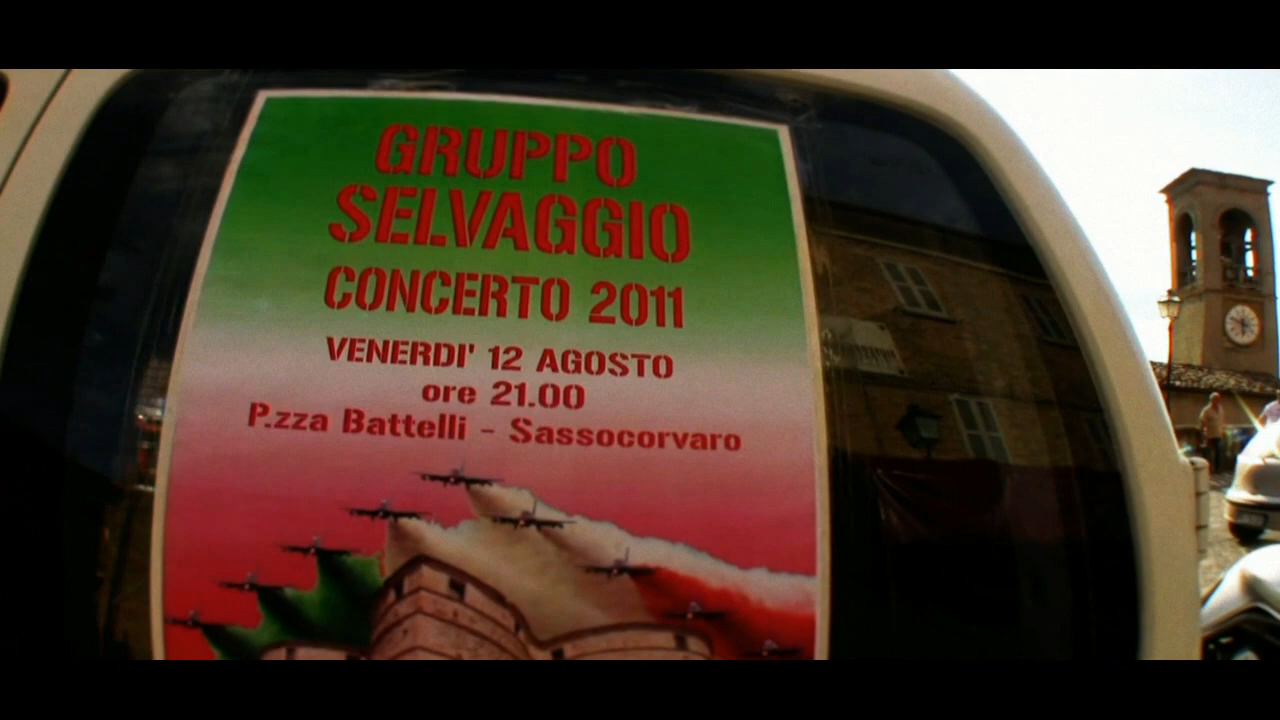 GRUPPO
SELVAGGIO
CONCERTO 2011
VENERDI' 12 AGOSTO
ore 21.00
P.zza Battelli - Sassocorvaro